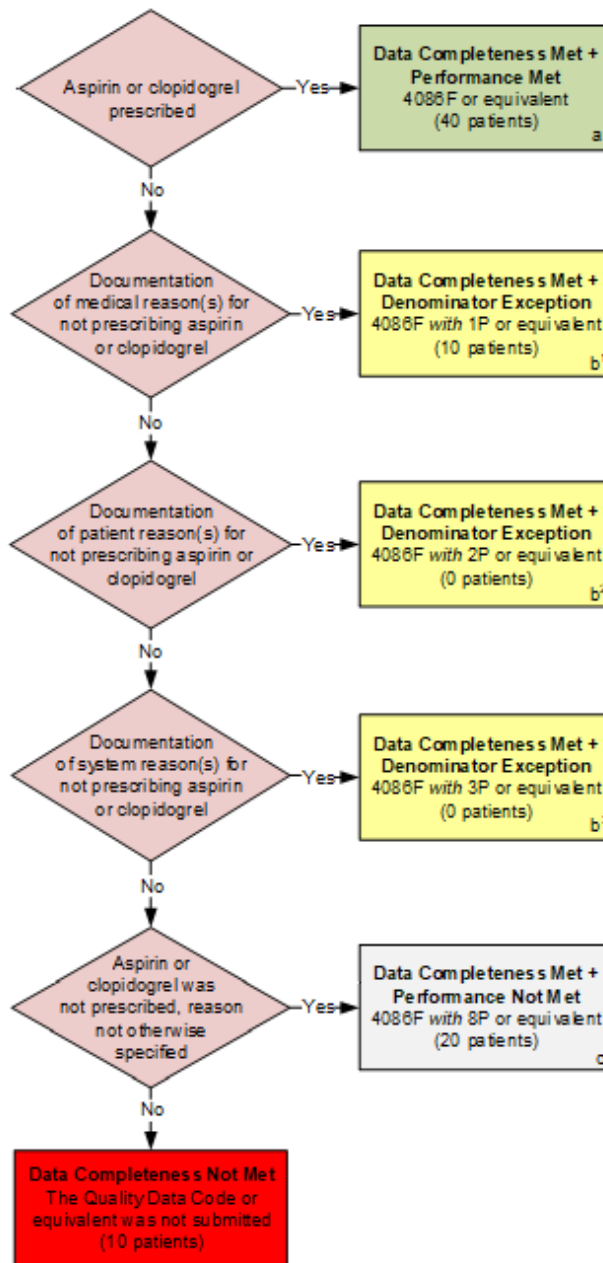 Aspirin or clopidogrel
prescribed
Yes
Data Completeness Met +
Performance Met
4086F or equivalent
(40 patients)
a
No
Documentation
of medical reason(s) for
not prescribing aspirin
or clopidogrel
Yes
Data Completeness Met +
Denominator Exception
4086F with 1P or equivalent
(10 patients)
b
No
Documentation
of patient reason(s) for
not prescribing aspirin or
clopidogrel
Yes
Data Completeness Met +
Denominator Exception
4086F with 2P or equivalent
(0 patients)
b
No
Documentation
of system reason(s) for
not prescribing aspirin
or clopidogrel
Yes
Data Completeness Met +
Denominator Exception
4086F with 3P or equivalent
(0 patients)
b
No
Aspirin or
clopidogrel was
not prescribed, reason
not otherwise
specified
Yes
Data Completeness Met +
Performance Not Met
4086F with 8P or equivalent
(20 patients)
c
No
Data Completeness Not Met
The Quality Data Code or
equivalent was not submitted
(10 patients)